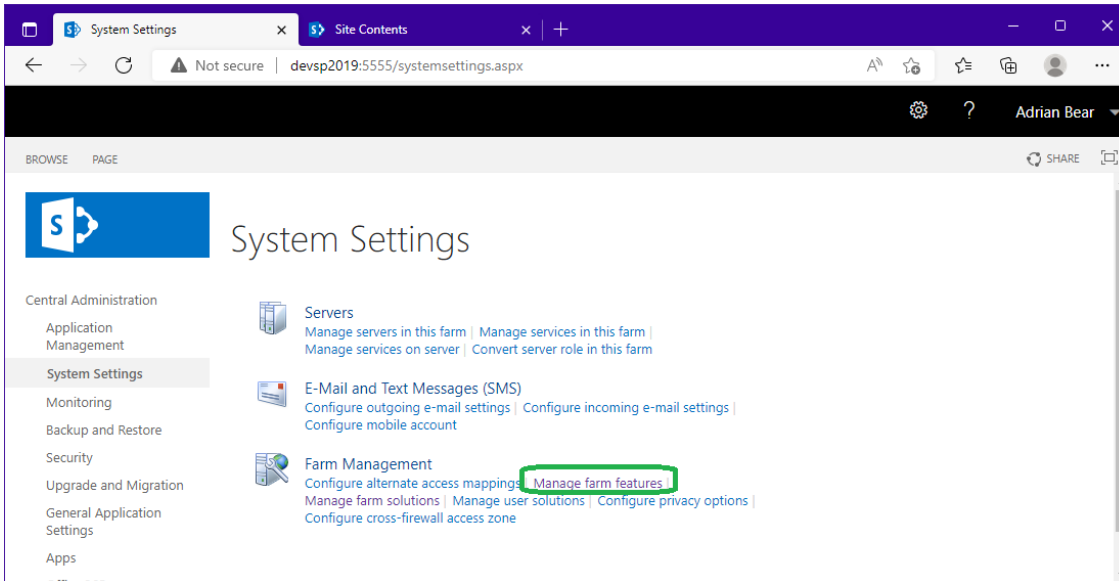 System Settings
Site Contents
Not secure | devsp2019:5555/systemsettings.aspx
Adrian Bear
BROWSE PAGE
SHARE
S
System Settings
Central Administration
Application
Management
System Settings
Monitoring
Backup and Restore
Security
Upgrade and Migration
General Application
Settings
Apps
Servers
Manage servers in this farm | Manage services in this farm |
Manage services on server | Convert server role in this farm
E-Mail and Text Messages (SMS)
Configure outgoing e-mail settings | Configure incoming e-mail settings |
Configure mobile account
Farm Management
Configure alternate access mappings | Manage farm features |
Manage farm solutions | Manage user solutions | Configure privacy options |
Configure cross-firewall access zone